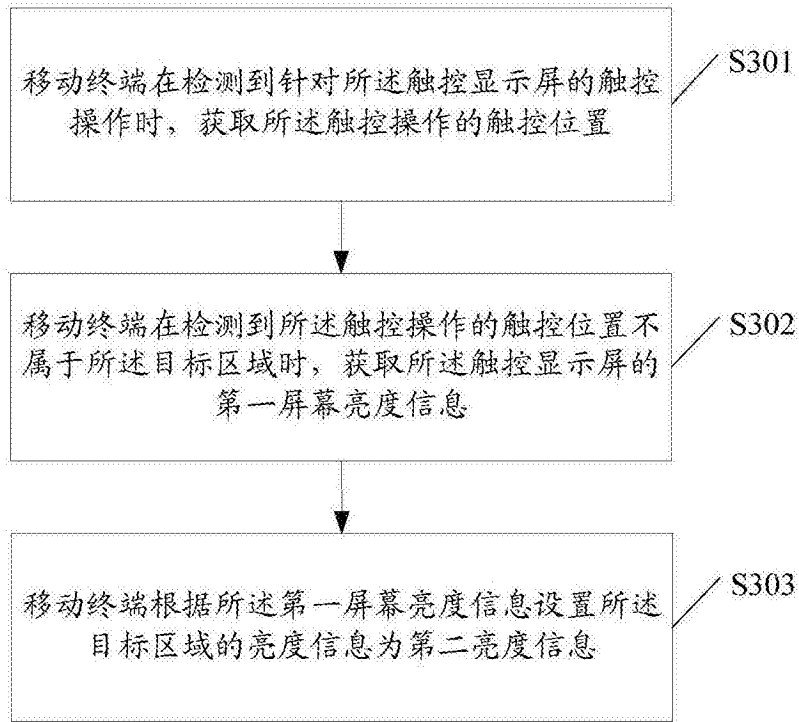 移动终端在检测到针对所述触控显示屏的触控
操作时，获取所述触控操作的触控位置
S301
移动终端在检测到所述触控操作的触控位置不
属于所述目标区域时，获取所述触控显示屏的
第一屏幕亮度信息
S302
移动终端根据所述第一屏幕亮度信息设置所述
目标区域的亮度信息为第二亮度信息
S303